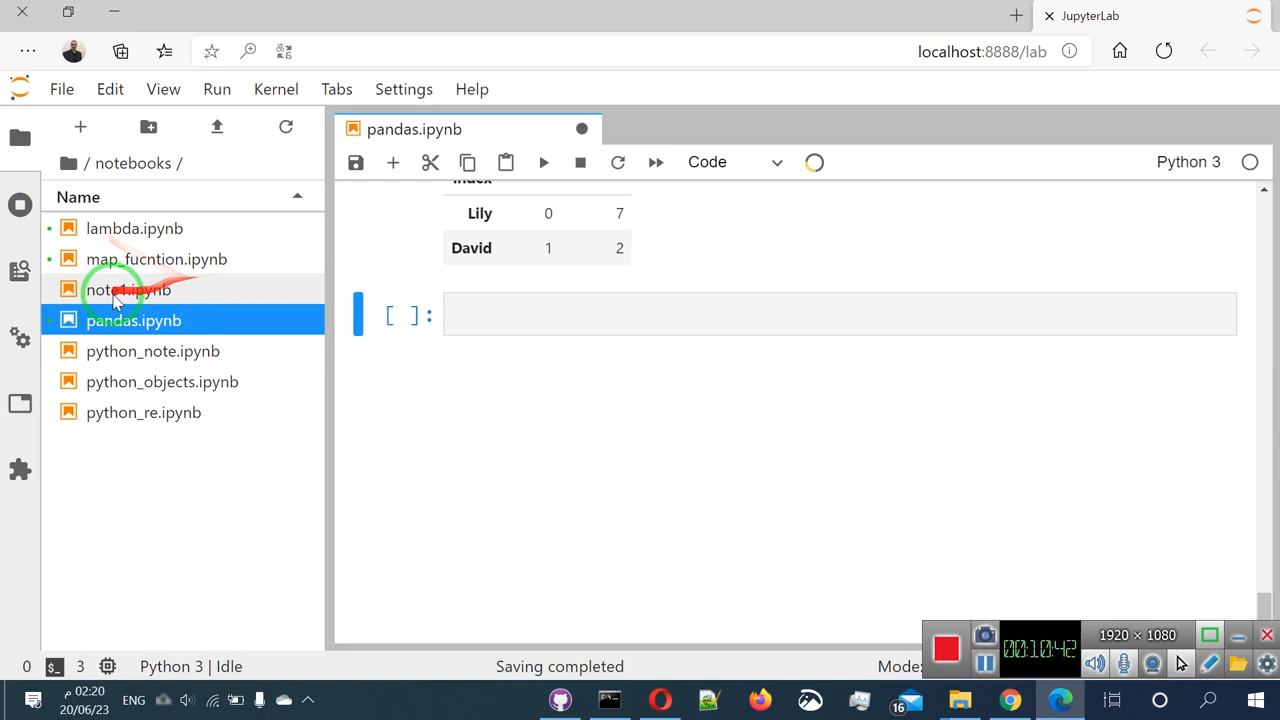 JupyterLab
localhost:8888/lab
File Edit View Run Kernel Tabs Settings Help
pandas.ipynb
/ notebooks /
Code
Python 3
Name
lambda.ipynb
map_fucntion.ipynb
note1.ipynb
pandas.ipynb
python_note.ipynb
python_objects.ipynb
python_re.ipynb
index
Lily 0 7
David 1 2
[ ]:
1920 × 1080
00:10:42
0 3 Python 3 | Idle Saving completed Mode:
ENG
02:20 م
20/06/23
16